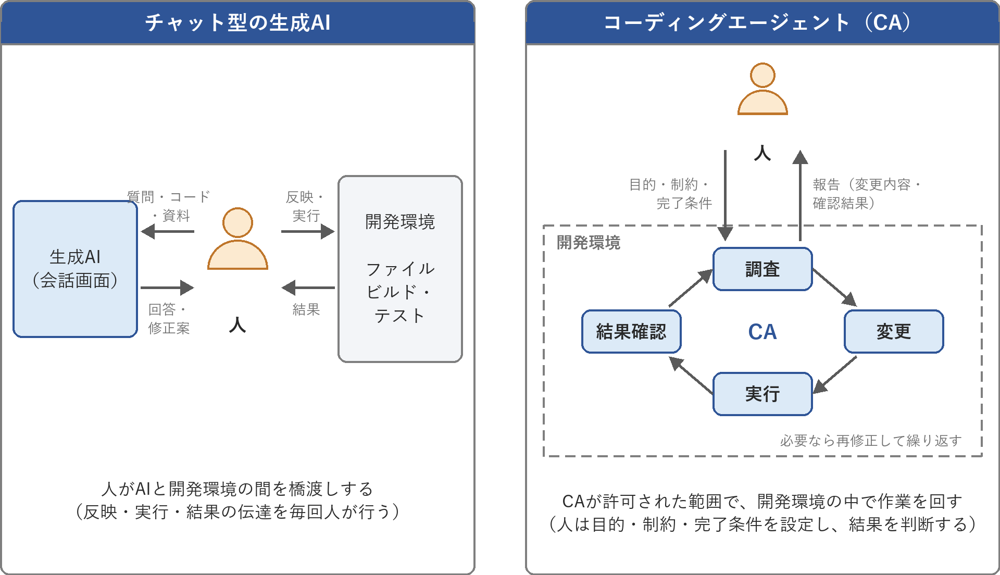 チャット型の生成AI
質問・コード
・資料
反映・
実行
生成AI
（会話画面）
開発環境
ファイル
ビルド・
テスト
回答・
修正案
結果
人
人がAIと開発環境の間を橋渡しする
（反映・実行・結果の伝達を毎回人が行う）
コーディングエージェント（CA）
人
目的・制約・
完了条件
報告（変更内容・
確認結果）
開発環境
調査
結果確認
CA
変更
実行
必要なら再修正して繰り返す
CAが許可された範囲で、開発環境の中で作業を回す
（人は目的・制約・完了条件を設定し、結果を判断する）